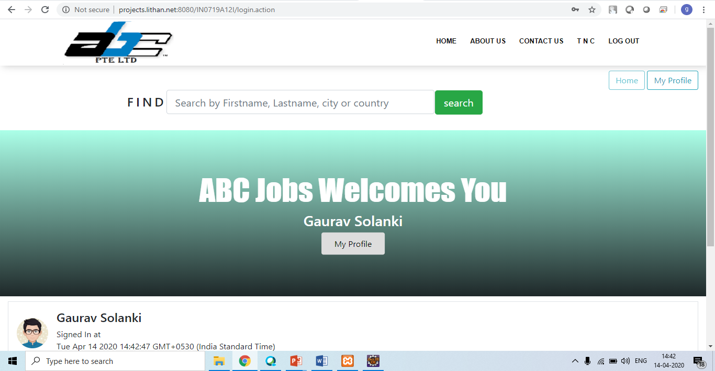 Not secure | projects.lithan.net:8080/IN0719A12I/login.action
abc
PTE LTD
HOME ABOUT US CONTACT US T N C LOG OUT
Home My Profile
FIND Search by Firstname, Lastname, city or country search
ABC Jobs Welcomes You
Gaurav Solanki
My Profile
Gaurav Solanki
Signed In at
Tue Apr 14 2020 14:42:47 GMT+0530 (India Standard Time)
Type here to search
ENG
14:42
14-04-2020